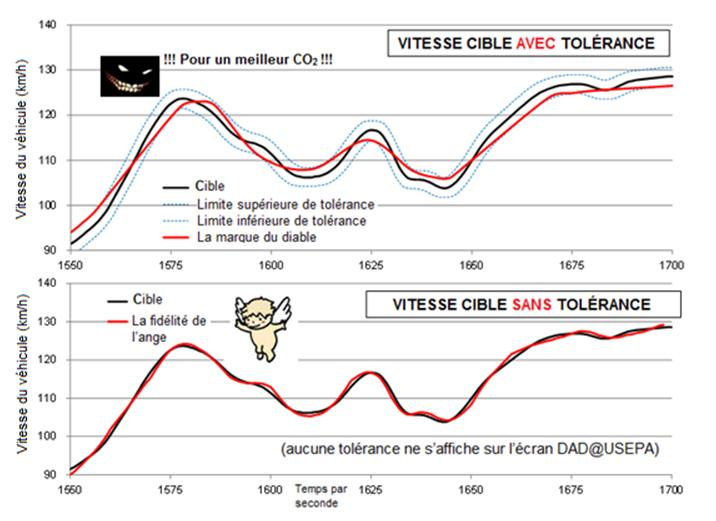 140
VITESSE CIBLE AVEC TOLÉRANCE
!!! Pour un meilleur CO₂ !!!
130
120
110
100
90
Vitesse du véhicule (km/h)
Cible
Limite supérieure de tolérance
Limite inférieure de tolérance
La marque du diable
1550 1575 1600 1625 1650 1675 1700
140
Cible
VITESSE CIBLE SANS TOLÉRANCE
130
La fidélité de
l'ange
120
110
100
90
Vitesse du véhicule (km/h)
(aucune tolérance ne s'affiche sur l'écran DAD@USEPA)
1550 1575 1600 Temps par 1625 1650 1675 1700
seconde